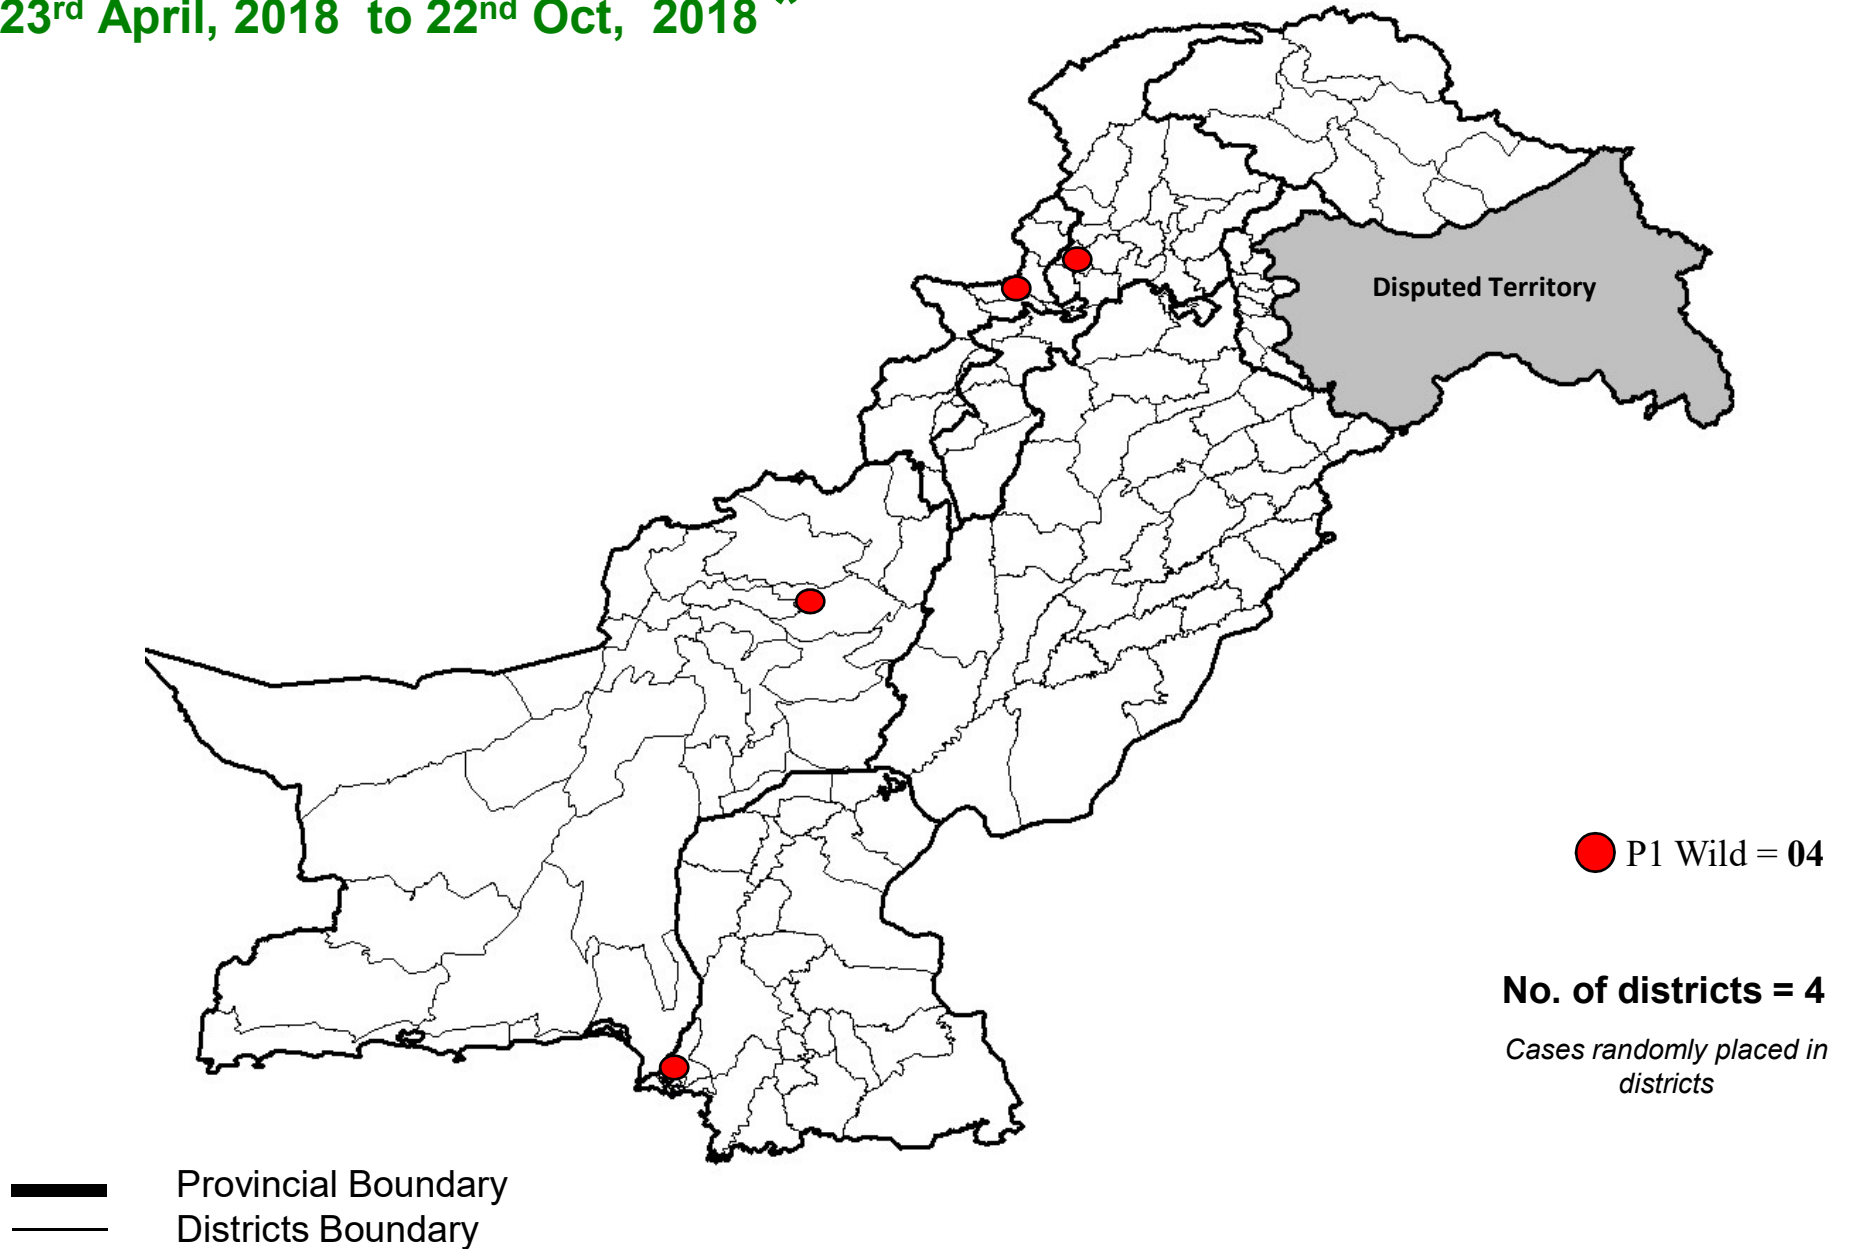 23rd April, 2018 to 22nd Oct, 2018 *
Disputed Territory
P1 Wild = 04
No. of districts = 4
Cases randomly placed in
districts
Provincial Boundary
Districts Boundary